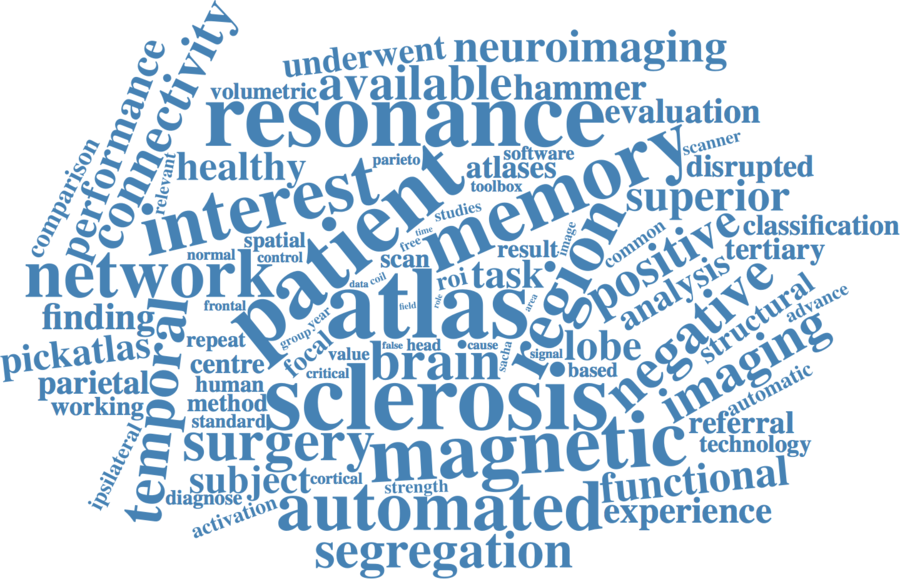 underwent
neuroimaging
connectivity
performance
volumetric
available
hammer
resonance
evaluation
comparison
relevant
healthy
parieto
software
atlases
toolbox
scanner
disrupted
memory
interest
patient
superior
studies
time
free
normal
spatial
control
scan
result
image
common
positive
classification
tertiary
network
data
coil
roi
task
region
analysis
negative
structural
advance
finding
frontal
atlas
field
role
area
group
year
temporal
repeat
focal
value
false
head
cause
sacha
signal
lobe
pickatlas
centre
critical
brain
based
imaging
automatic
parietal
human
working
method
sclerosis
standard
referral
technology
ipsilateral
surgery
magnetic
subject
cortical
strength
functional
diagnose
activation
automated
experience
segregation